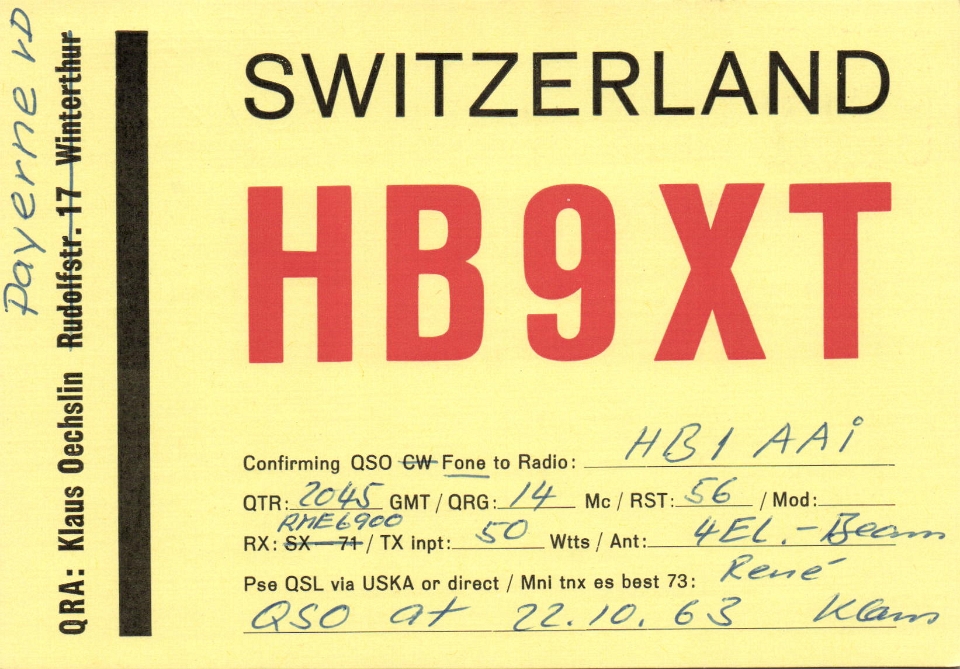 SWITZERLAND
HB9XT
Payerne VD
QRA: Klaus Oechslin Rudolfstr. 17 Winterthur
Confirming QSO CW Fone to Radio: HB1AAi
QTR: 2045 GMT / QRG: 14 Mc / RST: 56 / Mod:
RME6900
RX: SX-71 / TX inpt: 50 Wtts / Ant: 4EL.-Beam
Pse QSL via USKA or direct / Mni tnx es best 73: René
QSO at 22.10.63 Klaus